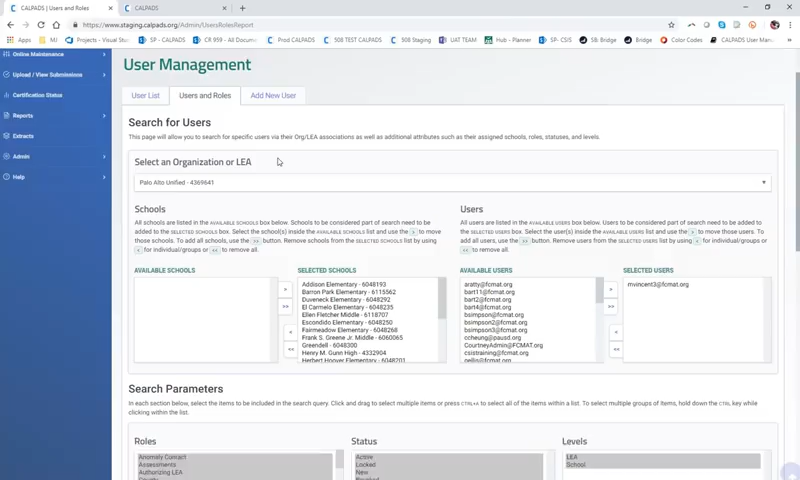 CALPADS | Users and Roles
CALPADS
https://www.staging.calpads.org/Admin/UsersRolesReport
Apps
MJ
Projects - Visual Stu
SP - CALPADS
CR 959 - All Docum
Prod CALPADS
508 TEST CALPADS
508 Staging
UAT TEAM
Hub - Planner
SP- CSIS
SB: Bridge
Bridge
Color Codes
CALPADS User Man
Online Maintenance
Upload / View Submissions
Certification Status
Reports
Extracts
Admin
Help
User Management
User List
Users and Roles
Add New User
Search for Users
This page will allow you to search for specific users via their Org/LEA associations as well as additional attributes such as their assigned schools, roles, statuses, and levels.
Select an Organization or LEA
Palo Alto Unified - 4369641
Schools
All schools are listed in the AVAILABLE SCHOOLS box below. Schools to be considered part of search need to be
added to the SELECTED SCHOOLS box. Select the school(s) inside the AVAILABLE SCHOOLS list and use the > to move
those schools. To add all schools, use the >> button. Remove schools from the SELECTED SCHOOLS list by using
< for individual/groups or << to remove all.
Users
All users are listed in the AVAILABLE USERS box below. Users to be considered part of search need to be added
to the SELECTED USERS box. Select the user(s) inside the AVAILABLE USERS list and use the > to move those users. To
add all users, use the >> button. Remove users from the SELECTED USERS list by using < for individual/groups or
<< to remove all.
AVAILABLE SCHOOLS
SELECTED SCHOOLS
Addison Elementary - 6048193
Barron Park Elementary - 6115562
Duveneck Elementary - 6048292
El Carmelo Elementary - 6048235
Ellen Fletcher Middle - 6118707
Escondido Elementary - 6048250
Fairmeadow Elementary - 6048268
Frank S. Greene Jr. Middle - 6060065
Greendell - 6048300
Henry M. Gunn High - 4332904
Herbert Hoover Elementary - 6048201
>
>>
<
<<
AVAILABLE USERS
aratty@fcmat.org
bart11@fcmat.org
bart2@fcmat.org
bart4@fcmat.org
bsimpson2@fcmat.org
bsimpson3@fcmat.org
ccheung@pausd.org
CourtneyAdmin@FCMAT.org
csistraining@fcmat.org
>
>>
<
<<
SELECTED USERS
mvincent3@fcmat.org
Search Parameters
In each section below, select the items to be included in the search query. Click and drag to select multiple items or press CTRL+A to select all of the items within a list. To select multiple groups of items, hold down the CTRL key while
clicking within the list.
Roles
Anomaly Contact
Assessments
Authorizing LEA
Status
Active
Locked
New
Levels
LEA
School